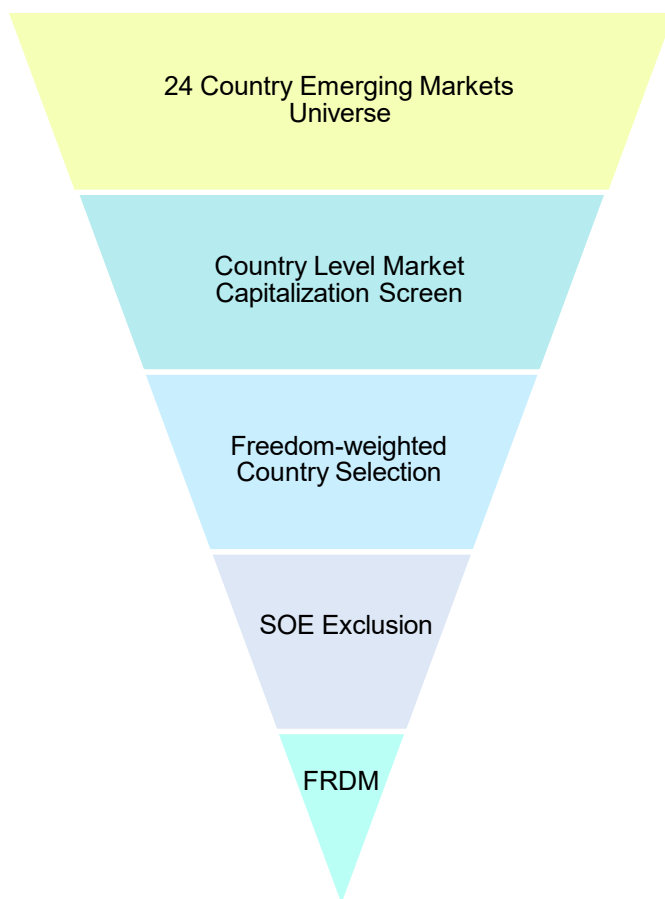 24 Country Emerging Markets
Universe
Country Level Market
Capitalization Screen
Freedom-weighted
Country Selection
SOE Exclusion
FRDM